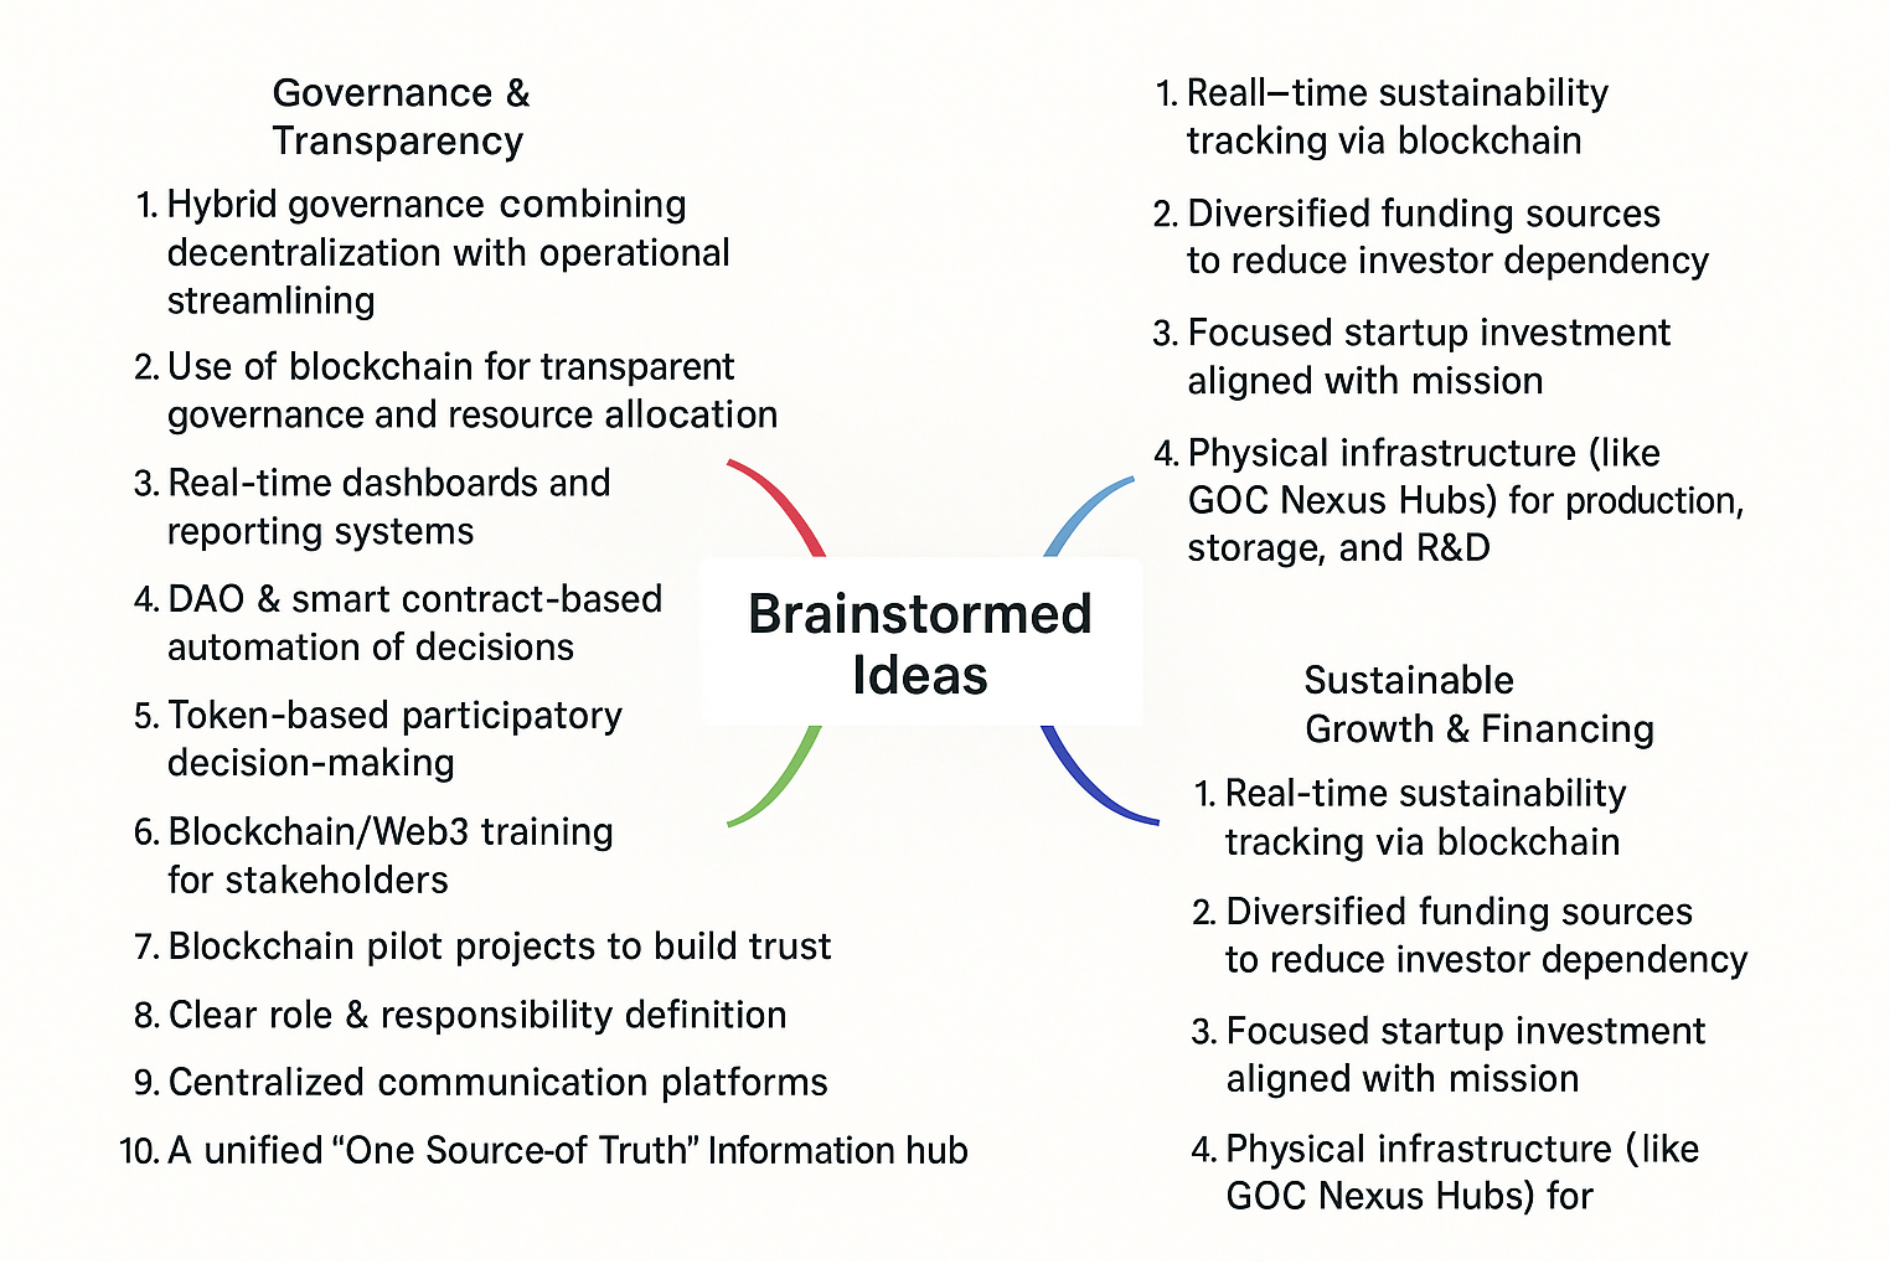 Governance &
Transparency
1. Hybrid governance combining
decentralization with operational
streamlining
2. Use of blockchain for transparent
governance and resource allocation
3. Real-time dashboards and
reporting systems
4. DAO & smart contract-based
automation of decisions
5. Token-based participatory
decision-making
6. Blockchain/Web3 training
for stakeholders
7. Blockchain pilot projects to build trust
8. Clear role & responsibility definition
9. Centralized communication platforms
10. A unified “One Source-of Truth” Information hub
Brainstormed
Ideas
1. Reall–time sustainability
tracking via blockchain
2. Diversified funding sources
to reduce investor dependency
3. Focused startup investment
aligned with mission
4. Physical infrastructure (like
GOC Nexus Hubs) for production,
storage, and R&D
Sustainable
Growth & Financing
1. Real-time sustainability
tracking via blockchain
2. Diversified funding sources
to reduce investor dependency
3. Focused startup investment
aligned with mission
4. Physical infrastructure (like
GOC Nexus Hubs) for